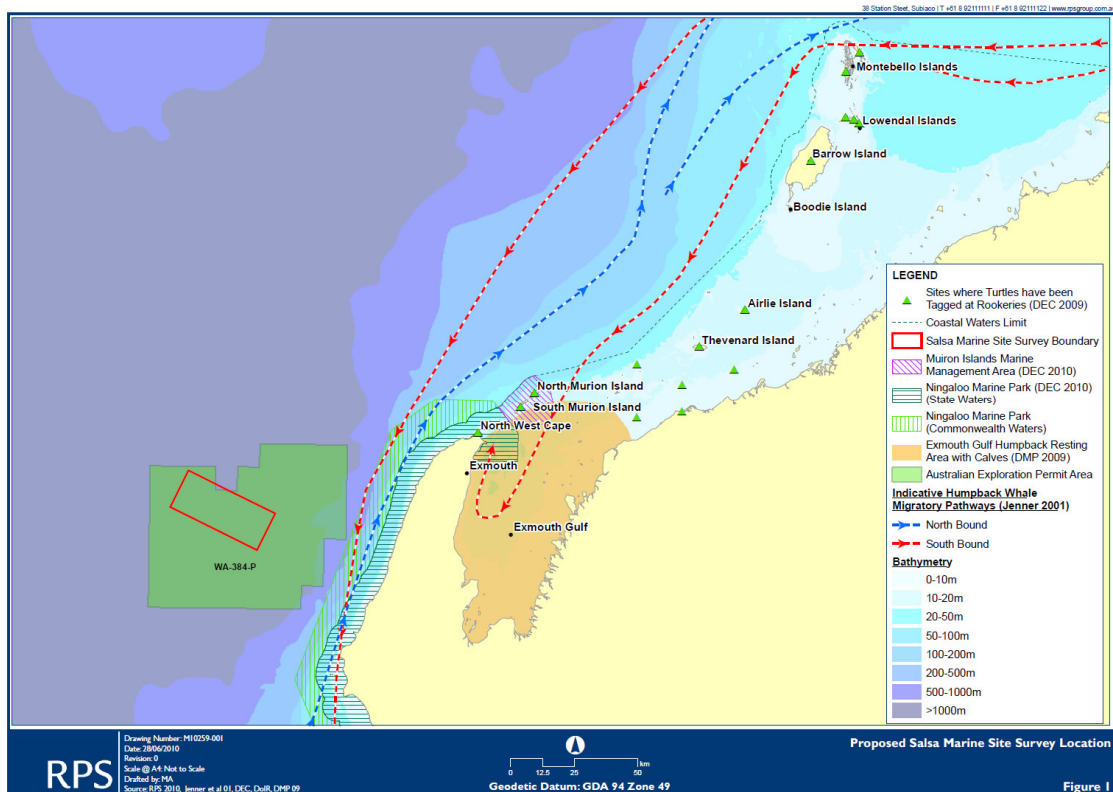 38 Station Steet, Subiaco | T +61 8 92111111 | F +61 8 92111122 | www.rpsgroup.com.a
Montebello Islands
Lowendal Islands
Barrow Island
Boodie Island
Airlie Island
Thevenard Island
North Murion Island
South Murion Island
North West Cape
Exmouth
Exmouth Gulf
WA-384-P
LEGEND
Sites where Turtles have been
Tagged at Rookeries (DEC 2009)
Coastal Waters Limit
Salsa Marine Site Survey Boundary
Muiron Islands Marine
Management Area (DEC 2010)
Ningaloo Marine Park (DEC 2010)
(State Waters)
Ningaloo Marine Park
(Commonwealth Waters)
Exmouth Gulf Humpback Resting
Area with Calves (DMP 2009)
Australian Exploration Permit Area
Indicative Humpback Whale
Migratory Pathways (Jenner 2001)
North Bound
South Bound
Bathymetry
0-10m
10-20m
20-50m
50-100m
100-200m
200-500m
500-1000m
>1000m
RPS
Drawing Number: M10259-001
Date: 28/06/2010
Revision: 0
Scale @ A4: Not to Scale
Drafted by: MA
Source: RPS 2010, Jenner et al 01, DEC, DoIR, DMP 09
km
0 12.5 25 50
Geodetic Datum: GDA 94 Zone 49
Proposed Salsa Marine Site Survey Location
Figure 1